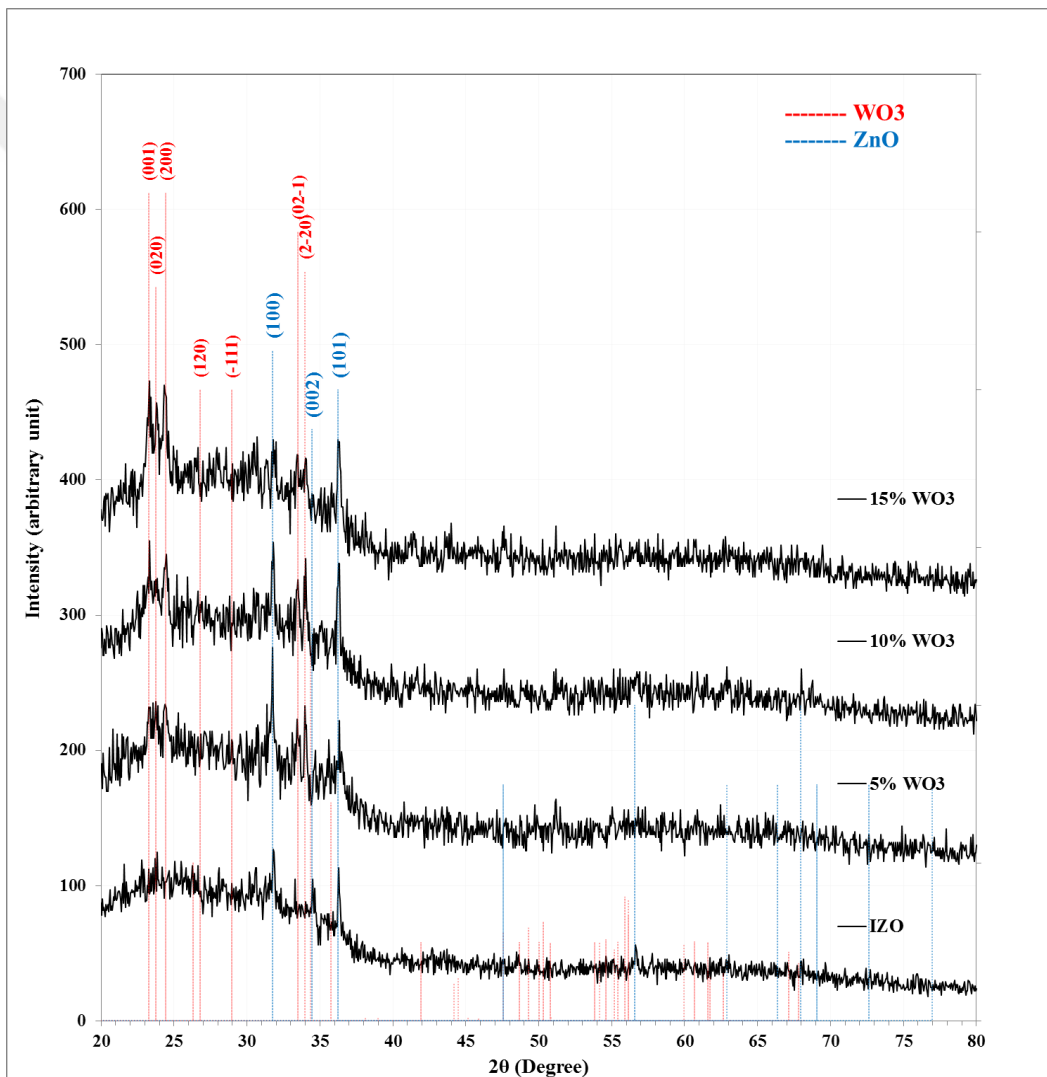 700
600
500
400
300
200
100
0
Intensity (arbitrary unit)
WO3
ZnO
(001)
(200)
(020)
(120)
(-111)
(100)
(02-1)
(2-20)
(002)
(101)
15% WO3
10% WO3
5% WO3
IZO
20 25 30 35 40 45 50 55 60 65 70 75 80
2θ (Degree)